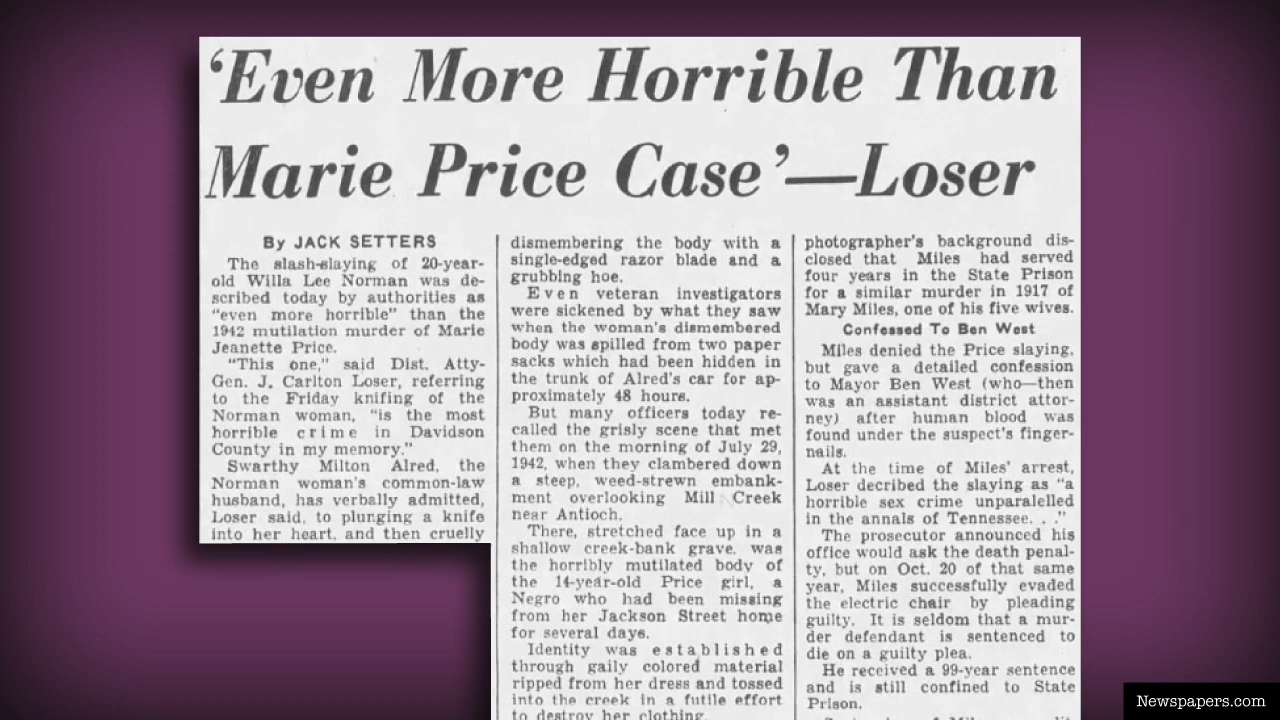 'Even More Horrible Than
Marie Price Case'—Loser
By JACK SETTERS
The slash-slaying of 20-year-
old Willa Lee Norman was de-
scribed today by authorities as
"even more horrible" than the
1942 mutilation murder of Marie
Jeanette Price.
"This one," said Dist. Atty-
Gen. J. Carlton Loser, referring
to the Friday knifing of the
Norman woman, "is the most
horrible crime in Davidson
County in my memory."
Swarthy Milton Alred, the
Norman woman's common-law
husband, has verbally admitted,
Loser said, to plunging a knife
into her heart, and then cruelly
dismembering the body with a
single-edged razor blade and a
grubbing hoe.
Even veteran investigators
were sickened by what they saw
when the woman's dismembered
body was spilled from two paper
sacks which had been hidden in
the trunk of Alred's car for ap-
proximately 48 hours.
But many officers today re-
called the grisly scene that met
them on the morning of July 29,
1942, when they clambered down
a steep, weed-strewn embank-
ment overlooking Mill Creek
near Antioch.
There, stretched face up in a
shallow creek-bank grave, was
the horribly mutilated body of
the 14-year-old Price girl, a
Negro who had been missing
from her Jackson Street home
for several days.
Identity was established
through gaily colored material
ripped from her dress and tossed
into the creek in a futile effort
to destroy her clothing.
photographer's background dis-
closed that Miles had served
four years in the State Prison
for a similar murder in 1917 of
Mary Miles, one of his five wives.
Confessed To Ben West
Miles denied the Price slaying,
but gave a detailed confession
to Mayor Ben West (who—then
was an assistant district attor-
ney) after human blood was
found under the suspect's finger-
nails.
At the time of Miles' arrest,
Loser decribed the slaying as "a
horrible sex crime unparalelled
in the annals of Tennessee. . ."
The prosecutor announced his
office would ask the death penal-
ty, but on Oct. 20 of that same
year, Miles successfully evaded
the electric chair by pleading
guilty. It is seldom that a mur-
der defendant is sentenced to
die on a guilty plea.
He received a 99-year sentence
and is still confined to State
Prison.
Newspapers.com